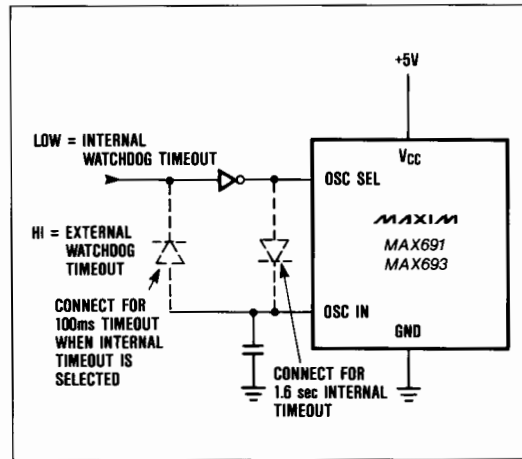 +5V
LOW = INTERNAL
WATCHDOG TIMEOUT
VCC
OSC SEL
HI = EXTERNAL
WATCHDOG
TIMEOUT
MAXIM
MAX691
MAX693
CONNECT FOR
100ms TIMEOUT
WHEN INTERNAL
TIMEOUT IS
SELECTED
OSC IN
GND
CONNECT FOR
1.6 sec INTERNAL
TIMEOUT